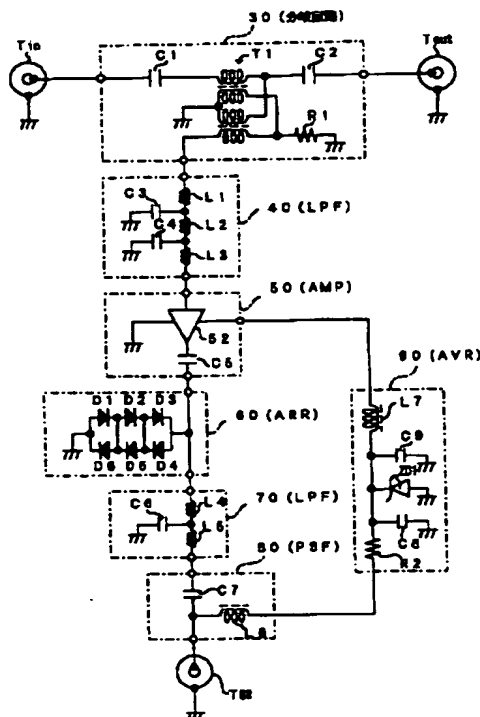 30(分岐回路)
Tin
C1
T1
C2
Tout
R1
C3
L1
40(LPF)
C4
L2
L3
50(AMP)
52
C5
90(AVR)
D1 D2 D3
60(ARR)
L7
C9
ZD1
D6 D5 D4
C6
L4
70(LPF)
C8
L5
R2
80(PSF)
C7